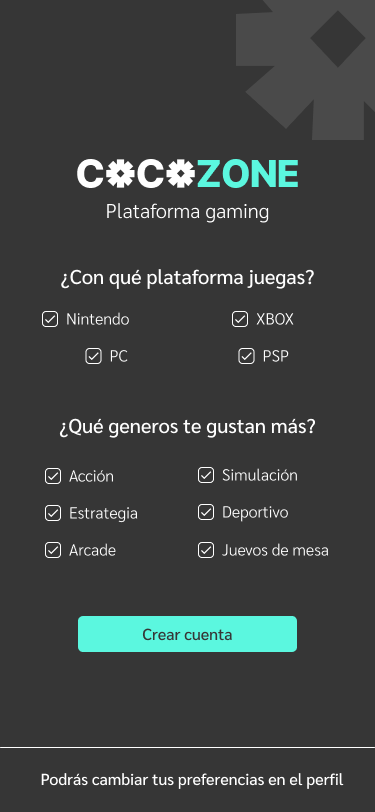 COCOZONE
Plataforma gaming
¿Con qué plataforma juegas?
Nintendo
XBOX
PC
PSP
¿Qué generos te gustan más?
Acción
Simulación
Estrategia
Deportivo
Arcade
Juevos de mesa
Crear cuenta
Podrás cambiar tus preferencias en el perfil